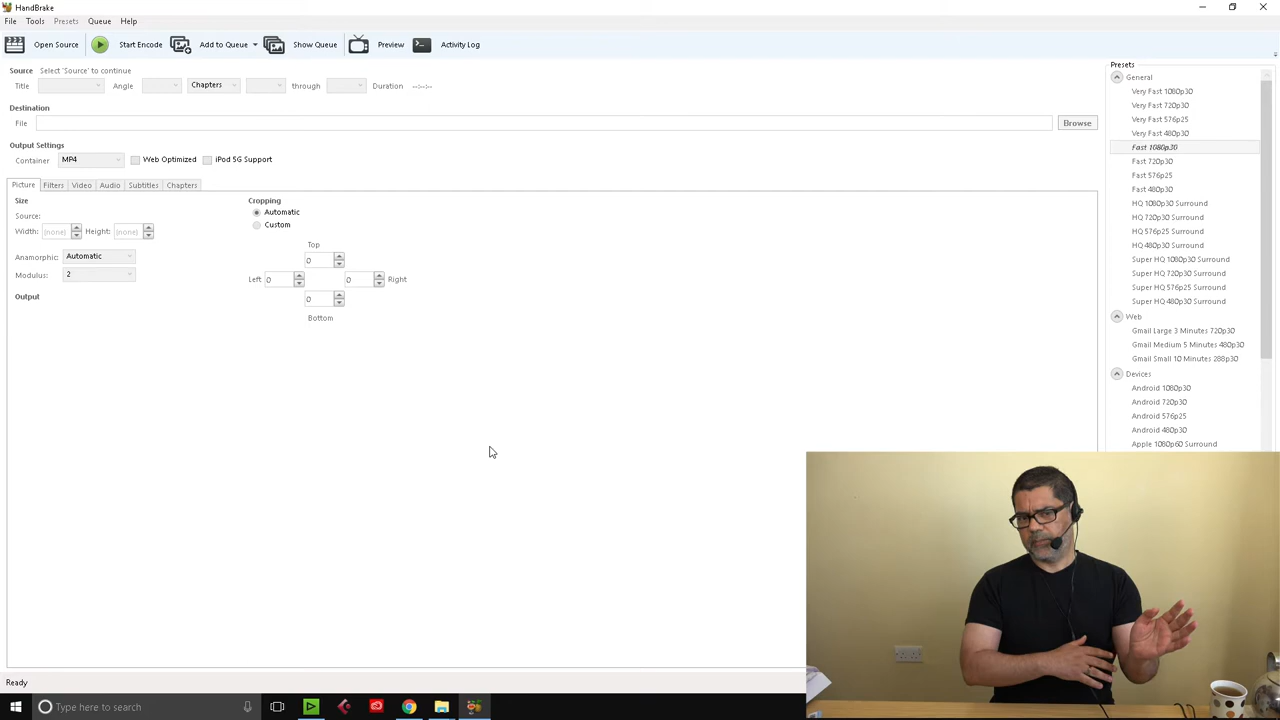 HandBrake
File Tools Presets Queue Help
Open Source Start Encode Add to Queue Show Queue Preview Activity Log
Source Select 'Source' to continue
Title Angle Chapters through Duration --:--:--
Destination
File Browse
Output Settings
Container MP4 Web Optimized iPod 5G Support
Picture Filters Video Audio Subtitles Chapters
Size
Source:
Width: (none) Height: (none)
Anamorphic: Automatic
Modulus: 2
Output
Cropping
Automatic
Custom
Top
0
Left 0 0 Right
0
Bottom
Presets
General
Very Fast 1080p30
Very Fast 720p30
Very Fast 576p25
Very Fast 480p30
Fast 1080p30
Fast 720p30
Fast 576p25
Fast 480p30
HQ 1080p30 Surround
HQ 720p30 Surround
HQ 576p25 Surround
HQ 480p30 Surround
Super HQ 1080p30 Surround
Super HQ 720p30 Surround
Super HQ 576p25 Surround
Super HQ 480p30 Surround
Web
Gmail Large 3 Minutes 720p30
Gmail Medium 5 Minutes 480p30
Gmail Small 10 Minutes 288p30
Devices
Android 1080p30
Android 720p30
Android 576p25
Android 480p30
Apple 1080p60 Surround
Ready
Type here to search